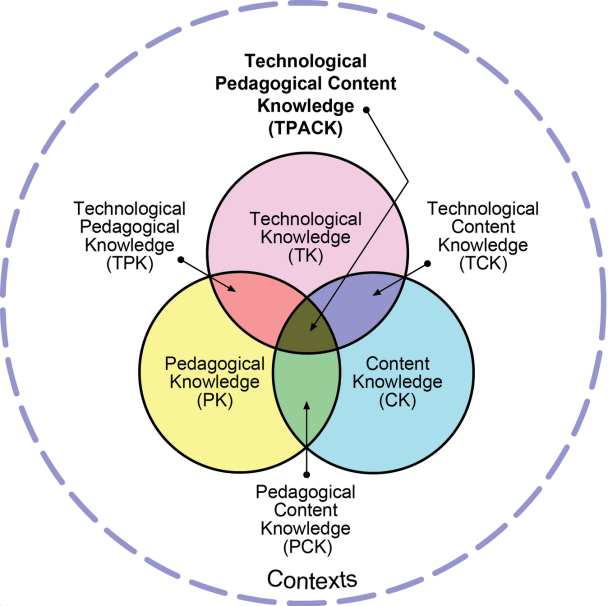 Technological
Pedagogical Content
Knowledge
(TPACK)
Technological
Pedagogical
Knowledge
(TPK)
Technological
Knowledge
(TK)
Technological
Content
Knowledge
(TCK)
Pedagogical
Knowledge
(PK)
Content
Knowledge
(CK)
Pedagogical
Content
Knowledge
(PCK)
Contexts